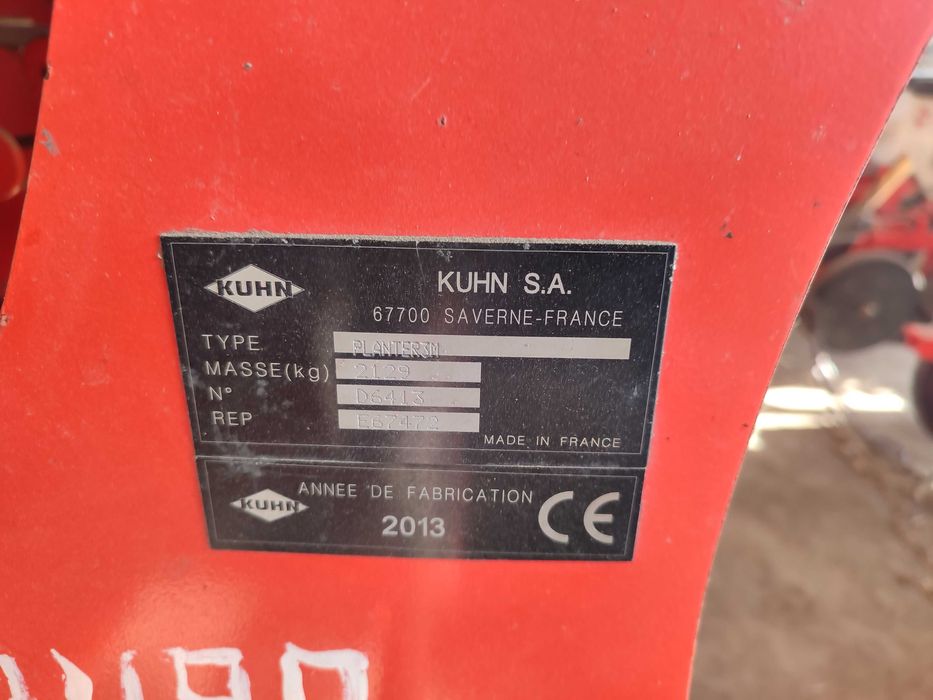 KUHN
KUHN S.A.
67700 SAVERNE-FRANCE
TYPE PLANTER3M
MASSE(kg) 2129
N° D6413
REP E67472
MADE IN FRANCE
KUHN
ANNEE DE FABRICATION
2013
CE